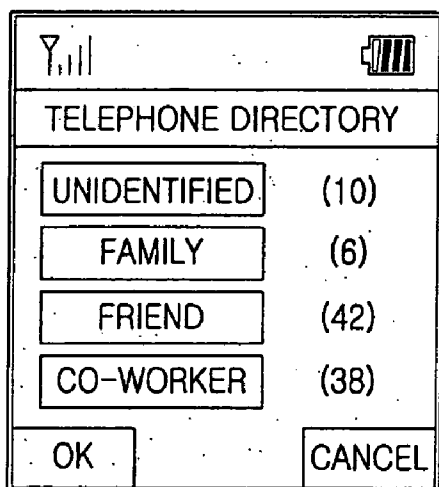 TELEPHONE DIRECTORY
UNIDENTIFIED (10)
FAMILY (6)
FRIEND (42)
CO-WORKER (38)
OK CANCEL